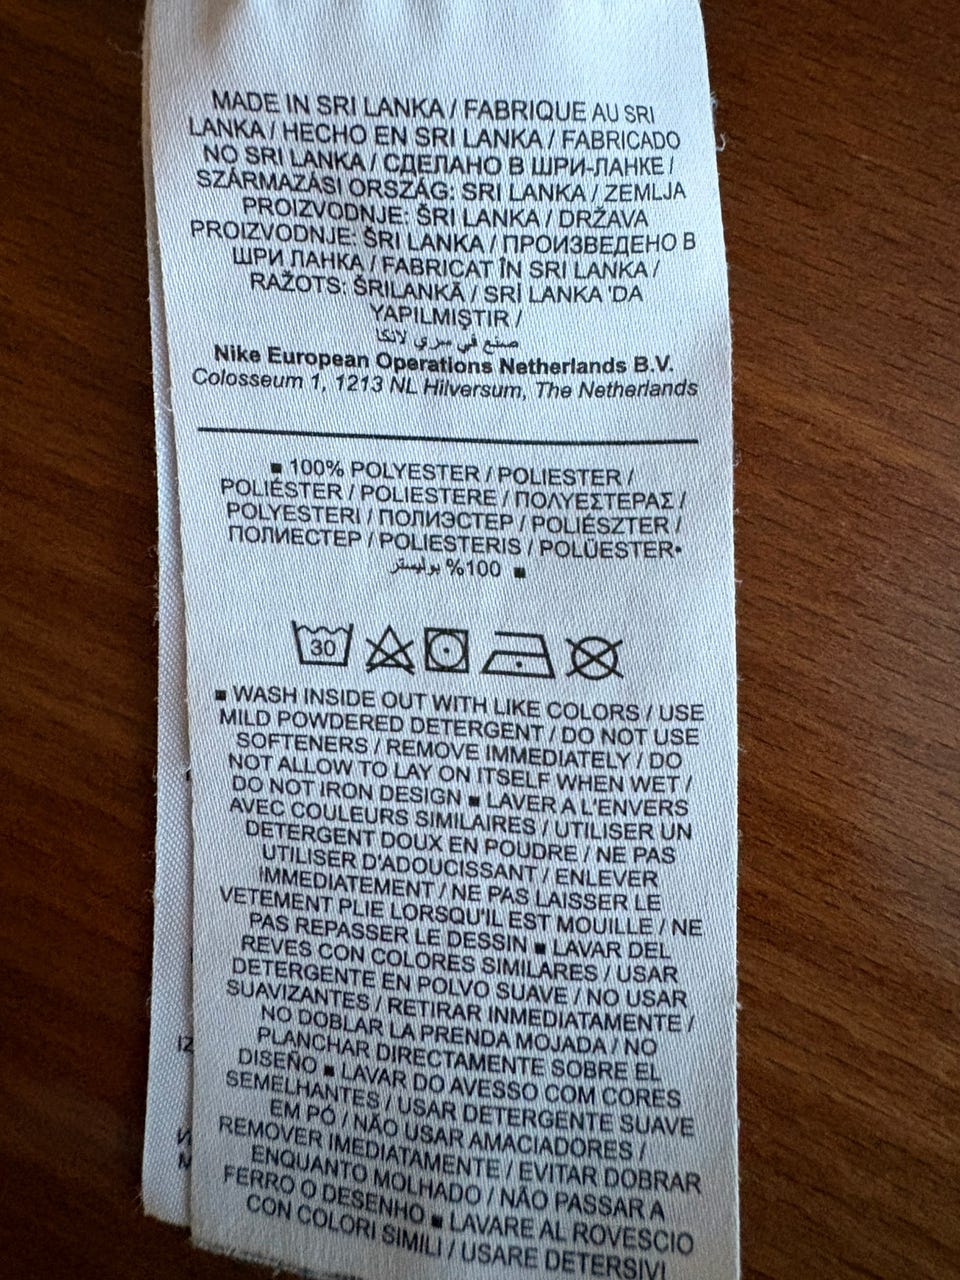 MADE IN SRI LANKA / FABRIQUE AU SRI
LANKA / HECHO EN SRI LANKA / FABRICADO
NO SRI LANKA / СДЕЛАНО В ШРИ-ЛАНКЕ /
SZÁRMAZÁSI ORSZÁG: SRI LANKA / ZEMLJA
PROIZVODNJE: ŠRI LANKA / DRŽAVA
PROIZVODNJE: ŠRI LANKA / ПРОИЗВЕДЕНО В
ШРИ ЛАНКА / FABRICAT ÎN SRI LANKA /
RAŽOTS: ŠRILANKĀ / SRİ LANKA 'DA
YAPILMIŞTIR /
صنع في سري لانكا
Nike European Operations Netherlands B.V.
Colosseum 1, 1213 NL Hilversum, The Netherlands
■ 100% POLYESTER / POLIESTER /
POLIÉSTER / POLIESTERE / ΠΟΛΥΕΣΤΕΡΑΣ /
POLYESTERI / ПОЛИЭСТЕР / POLIÉSZTER /
ПОЛИЕСТЕР / POLIESTERIS / POLÜESTER•
■ 100% بوليستر
30
■ WASH INSIDE OUT WITH LIKE COLORS / USE
MILD POWDERED DETERGENT / DO NOT USE
SOFTENERS / REMOVE IMMEDIATELY / DO
NOT ALLOW TO LAY ON ITSELF WHEN WET /
DO NOT IRON DESIGN ■ LAVER A L'ENVERS
AVEC COULEURS SIMILAIRES / UTILISER UN
DETERGENT DOUX EN POUDRE / NE PAS
UTILISER D'ADOUCISSANT / ENLEVER
IMMEDIATEMENT / NE PAS LAISSER LE
VETEMENT PLIE LORSQU'IL EST MOUILLE / NE
PAS REPASSER LE DESSIN ■ LAVAR DEL
REVES CON COLORES SIMILARES / USAR
DETERGENTE EN POLVO SUAVE / NO USAR
SUAVIZANTES / RETIRAR INMEDIATAMENTE /
NO DOBLAR LA PRENDA MOJADA / NO
PLANCHAR DIRECTAMENTE SOBRE EL
DISEÑO ■ LAVAR DO AVESSO COM CORES
SEMELHANTES / USAR DETERGENTE SUAVE
EM PÓ / NÃO USAR AMACIADORES /
REMOVER IMEDIATAMENTE / EVITAR DOBRAR
ENQUANTO MOLHADO / NÃO PASSAR A
FERRO O DESENHO ■ LAVARE AL ROVESCIO
CON COLORI SIMILI / USARE DETERSIVI